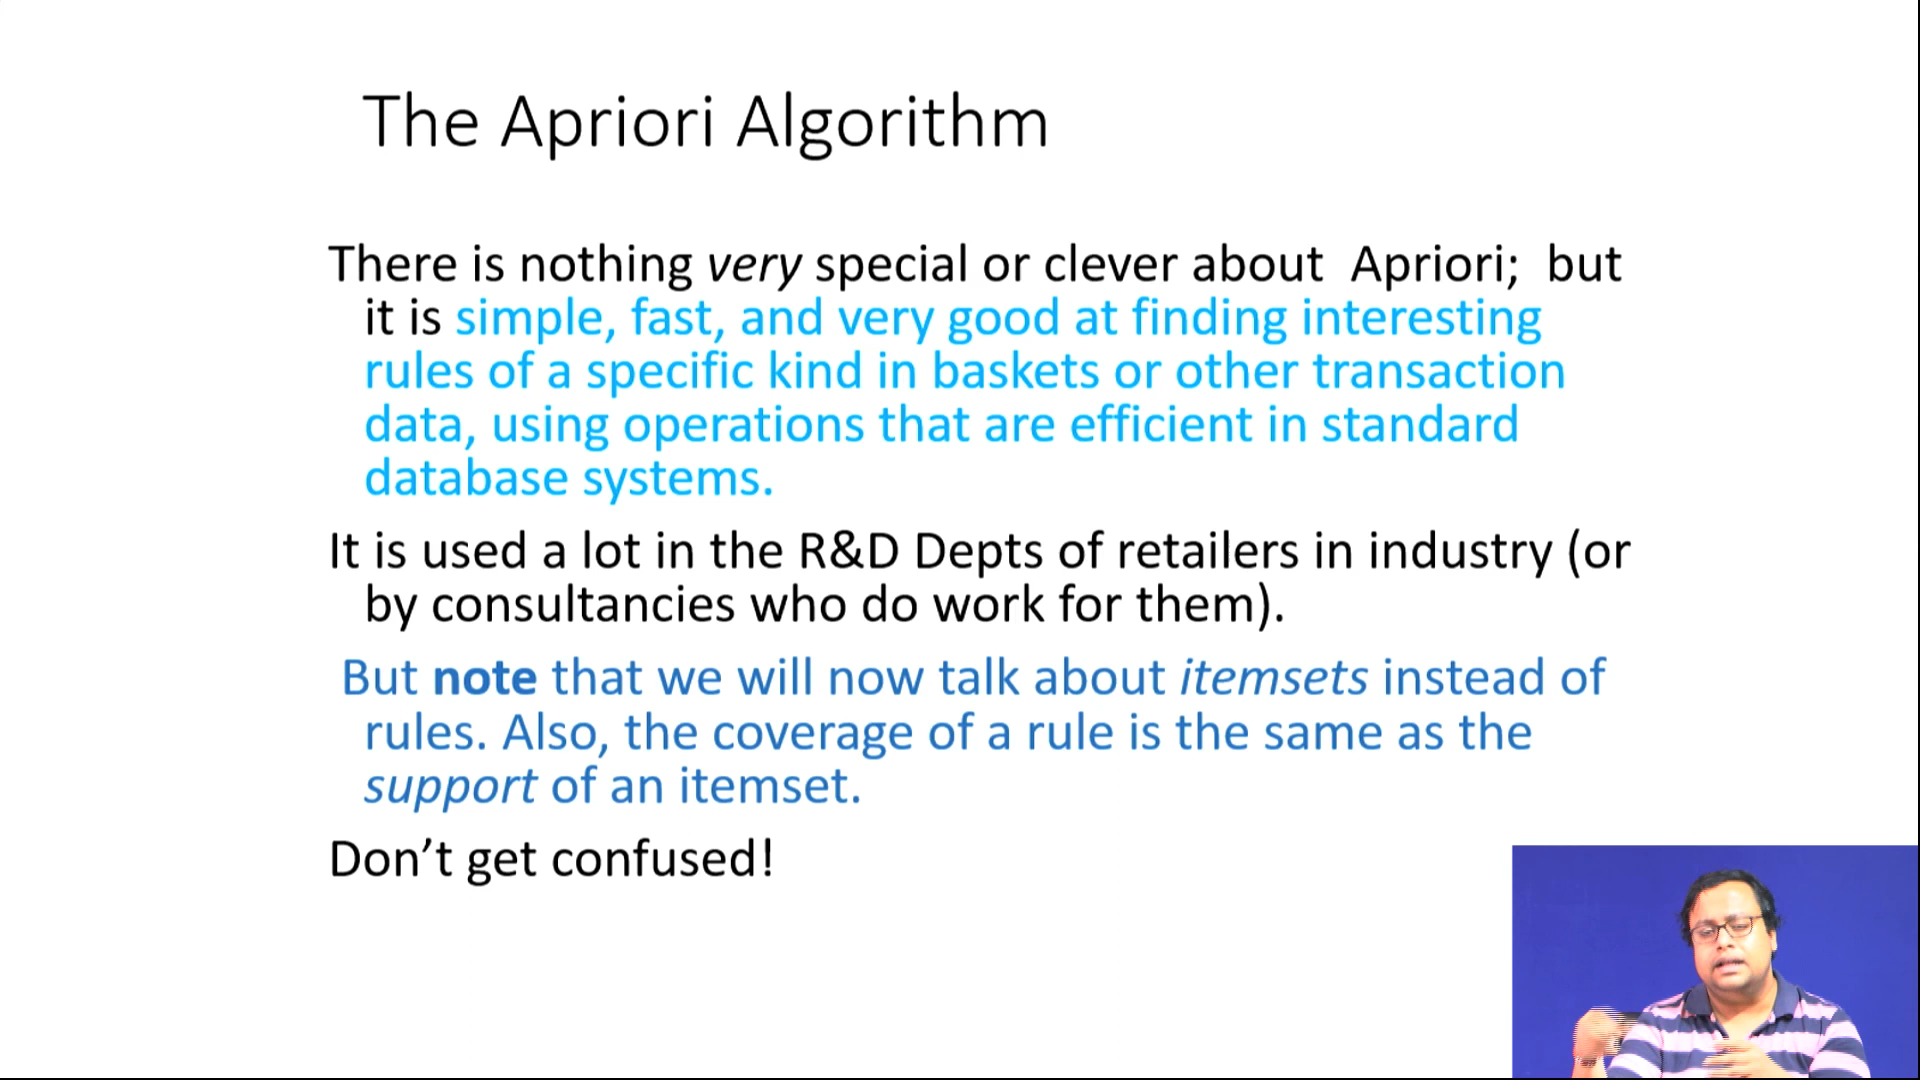 The Apriori Algorithm
There is nothing very special or clever about Apriori; but
it is simple, fast, and very good at finding interesting
rules of a specific kind in baskets or other transaction
data, using operations that are efficient in standard
database systems.
It is used a lot in the R&D Depts of retailers in industry (or
by consultancies who do work for them).
But note that we will now talk about itemsets instead of
rules. Also, the coverage of a rule is the same as the
support of an itemset.
Don’t get confused!